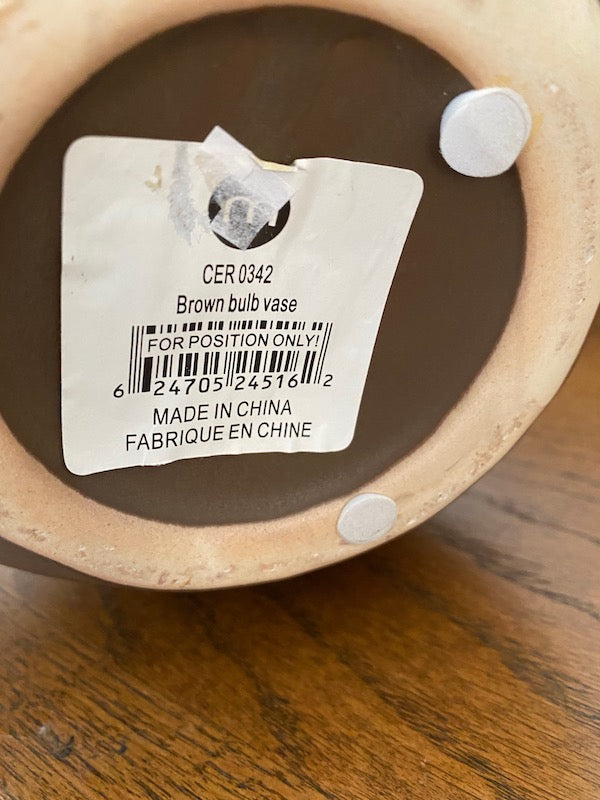 CER 0342
Brown bulb vase
FOR POSITION ONLY!
6 24705 24516 2
MADE IN CHINA
FABRIQUE EN CHINE